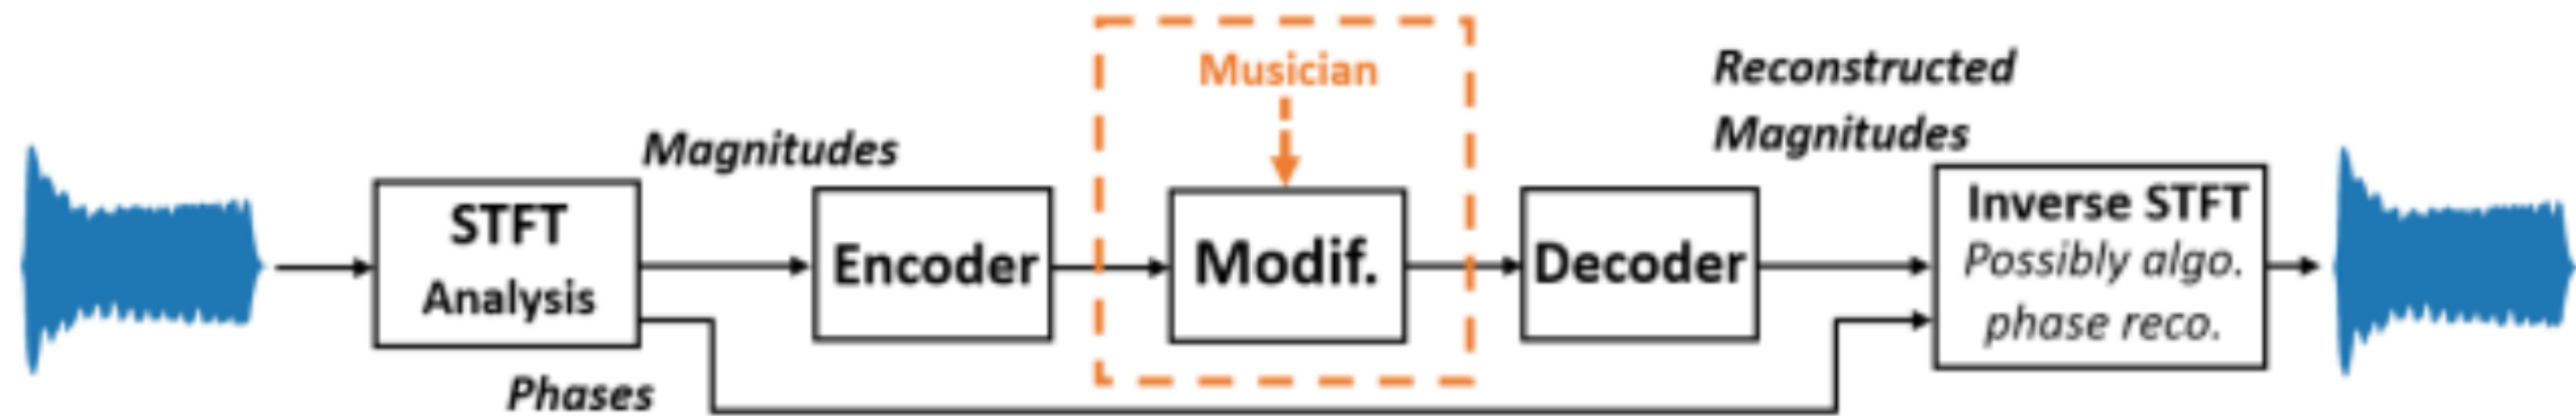 Musician
Reconstructed
Magnitudes
Magnitudes
STFT
Analysis
Encoder
Modif.
Decoder
Inverse STFT
Possibly algo.
phase reco.
Phases